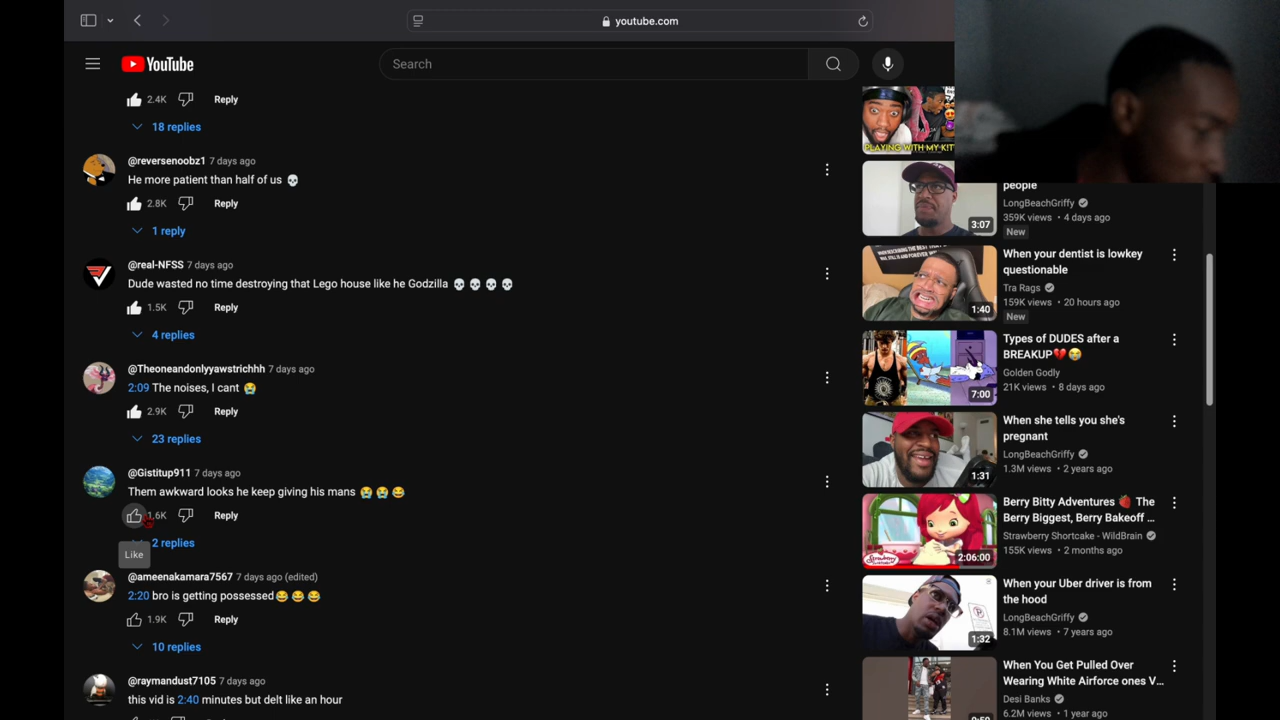 youtube.com
YouTube
Search
2.4K
Reply
18 replies
@reversenoobz1 7 days ago
He more patient than half of us 💀
2.8K
Reply
1 reply
@real-NFSS 7 days ago
Dude wasted no time destroying that Lego house like he Godzilla 💀 💀 💀 💀
1.5K
Reply
4 replies
@Theoneandonlyyawstrichhh 7 days ago
2:09 The noises, I cant 😭
2.9K
Reply
23 replies
@Gistitup911 7 days ago
Them awkward looks he keep giving his mans 😭 😭 😂
1.6K
Reply
2 replies
Like
@ameenakamara7567 7 days ago (edited)
2:20 bro is getting possessed😂 😂 😂
1.9K
Reply
10 replies
@raymandust7105 7 days ago
this vid is 2:40 minutes but delt like an hour
PLAYING WITH MY K!T
people
LongBeachGriffy
359K views • 4 days ago
New
3:07
When your dentist is lowkey
questionable
Tra Rags
159K views • 20 hours ago
New
1:40
Types of DUDES after a
BREAKUP💔😭
Golden Godly
21K views • 8 days ago
7:00
When she tells you she's
pregnant
LongBeachGriffy
1.3M views • 2 years ago
1:31
Berry Bitty Adventures 🍓 The
Berry Biggest, Berry Bakeoff ...
Strawberry Shortcake - WildBrain
155K views • 2 months ago
2:06:00
When your Uber driver is from
the hood
LongBeachGriffy
8.1M views • 7 years ago
1:32
When You Get Pulled Over
Wearing White Airforce ones V...
Desi Banks
6.2M views • 1 year ago